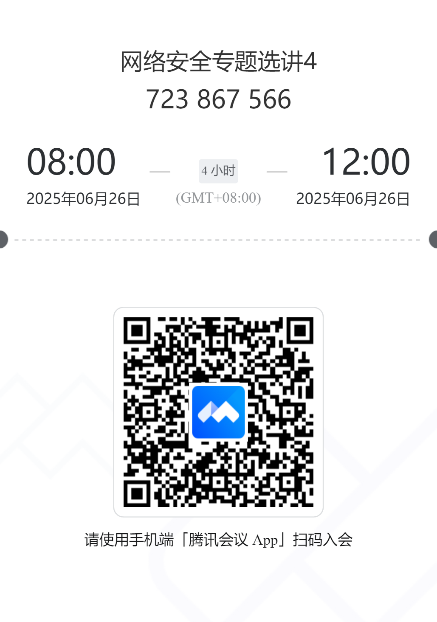 网络安全专题选讲4
723 867 566
08:00 — 4 小时 — 12:00
2025年06月26日 (GMT+08:00) 2025年06月26日
请使用手机端「腾讯会议 App」扫码入会